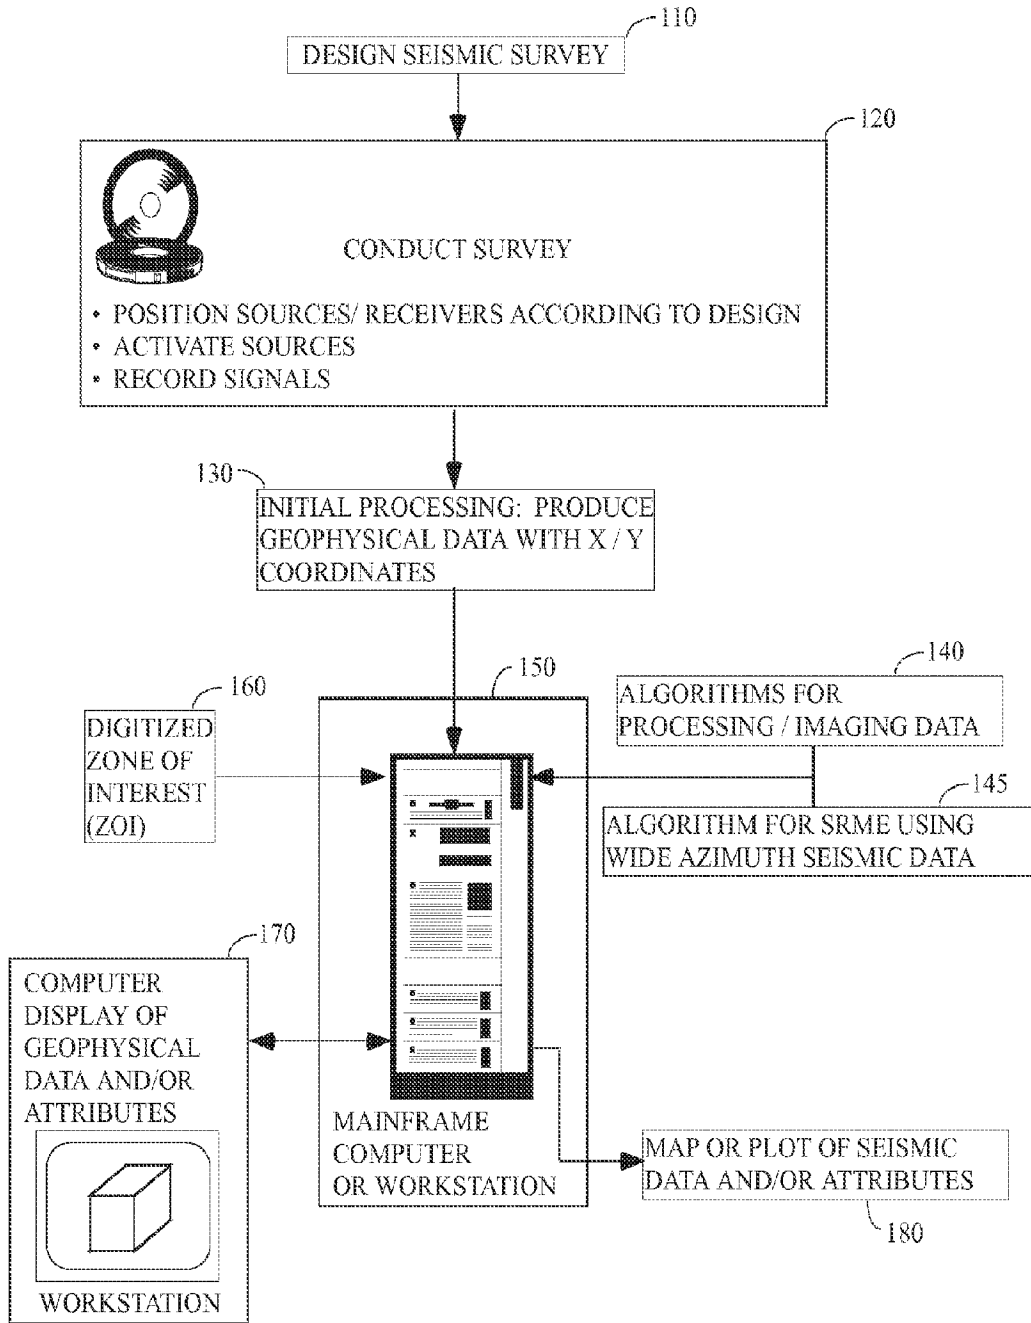 110
DESIGN SEISMIC SURVEY
120
CONDUCT SURVEY
• POSITION SOURCES/ RECEIVERS ACCORDING TO DESIGN
• ACTIVATE SOURCES
• RECORD SIGNALS
130
INITIAL PROCESSING: PRODUCE
GEOPHYSICAL DATA WITH X / Y
COORDINATES
150
140
ALGORITHMS FOR
PROCESSING / IMAGING DATA
160
DIGITIZED
ZONE OF
INTEREST
(ZOI)
145
ALGORITHM FOR SRME USING
WIDE AZIMUTH SEISMIC DATA
170
COMPUTER
DISPLAY OF
GEOPHYSICAL
DATA AND/OR
ATTRIBUTES
WORKSTATION
MAINFRAME
COMPUTER
OR WORKSTATION
MAP OR PLOT OF SEISMIC
DATA AND/OR ATTRIBUTES
180